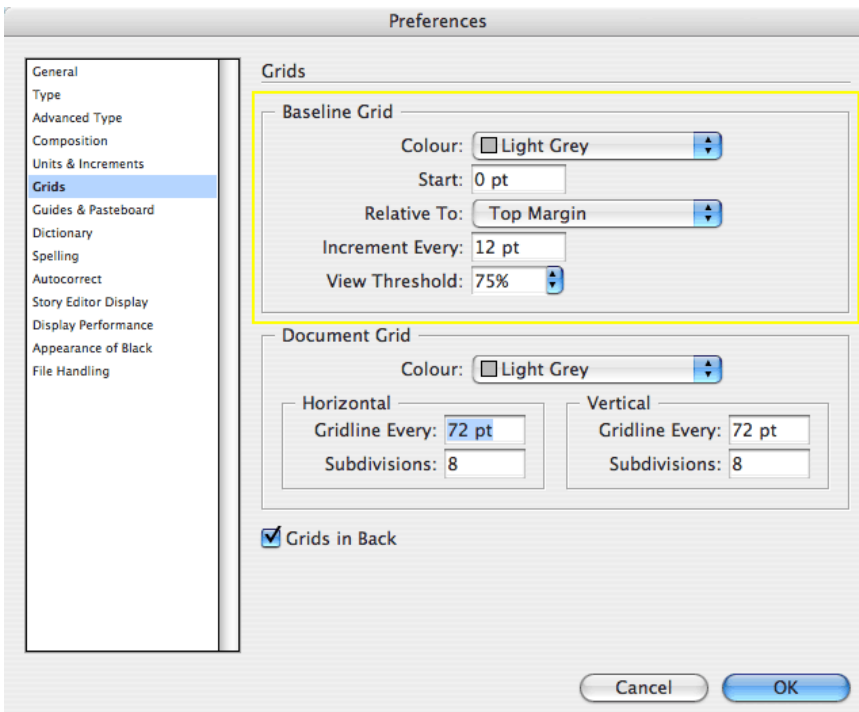 Preferences
General
Type
Advanced Type
Composition
Units & Increments
Grids
Guides & Pasteboard
Dictionary
Spelling
Autocorrect
Story Editor Display
Display Performance
Appearance of Black
File Handling
Grids
Baseline Grid
Colour: Light Grey
Start: 0 pt
Relative To: Top Margin
Increment Every: 12 pt
View Threshold: 75%
Document Grid
Colour: Light Grey
Horizontal
Gridline Every: 72 pt
Subdivisions: 8
Vertical
Gridline Every: 72 pt
Subdivisions: 8
Grids in Back
Cancel
OK